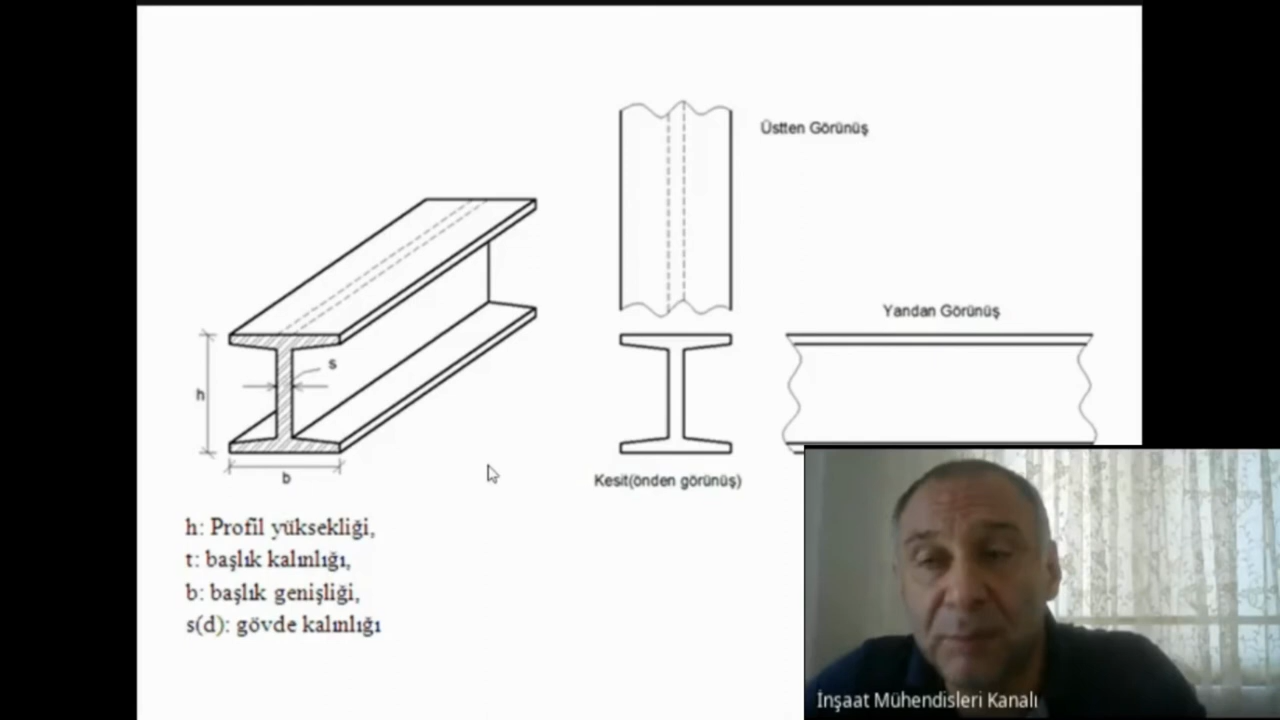 Üstten Görünüş
Yandan Görünüş
s
h
b
Kesit(önden görünüş)
h: Profil yüksekliği,
t: başlık kalınlığı,
b: başlık genişliği,
s(d): gövde kalınlığı
İnşaat Mühendisleri Kanalı